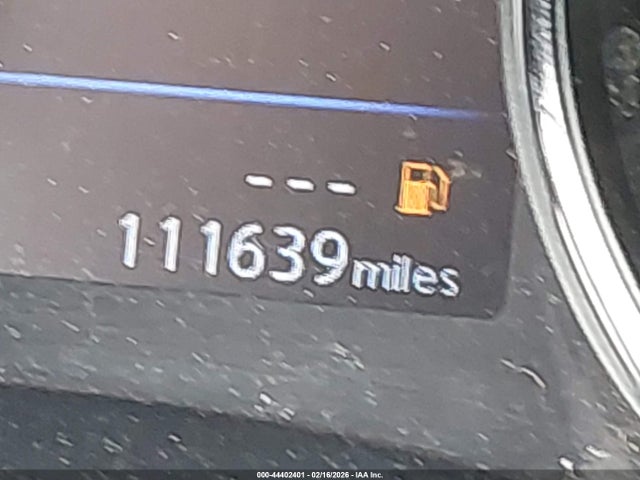 ---
111639miles
000-44402401 - 02/16/2026 - IAA Inc.